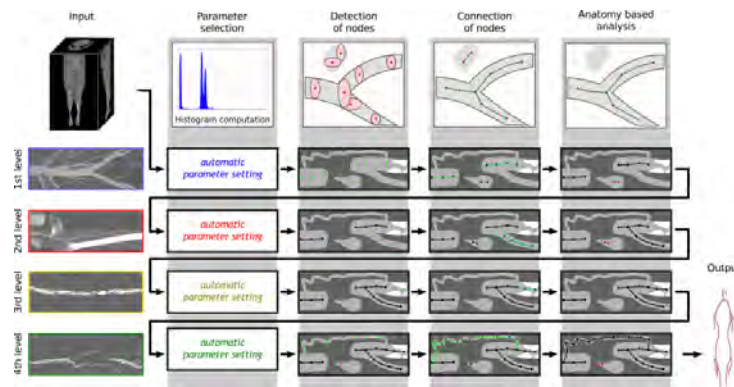 Input
Parameter
selection
Detection
of nodes
Connection
of nodes
Anatomy based
analysis
Histogram computation
1st level
automatic
parameter setting
2nd level
automatic
parameter setting
3rd level
automatic
parameter setting
Output
4th level
automatic
parameter setting